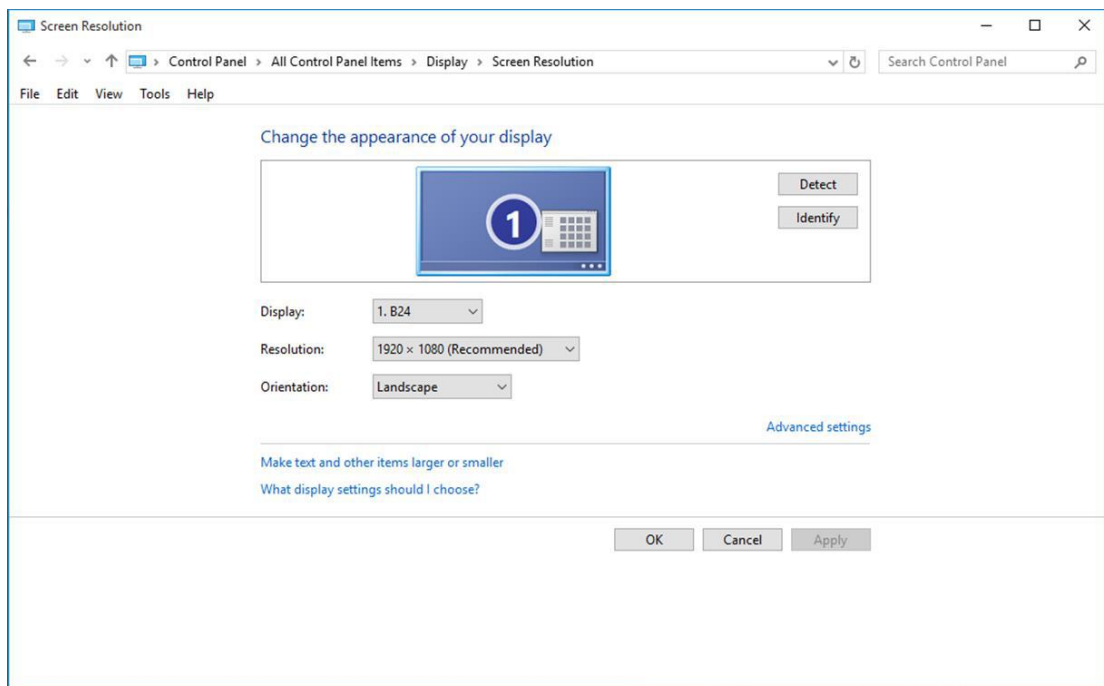 Screen Resolution
Control Panel > All Control Panel Items > Display > Screen Resolution
Search Control Panel
File Edit View Tools Help
Change the appearance of your display
1
Detect
Identify
Display: 1. B24
Resolution: 1920 × 1080 (Recommended)
Orientation: Landscape
Advanced settings
Make text and other items larger or smaller
What display settings should I choose?
OK Cancel Apply